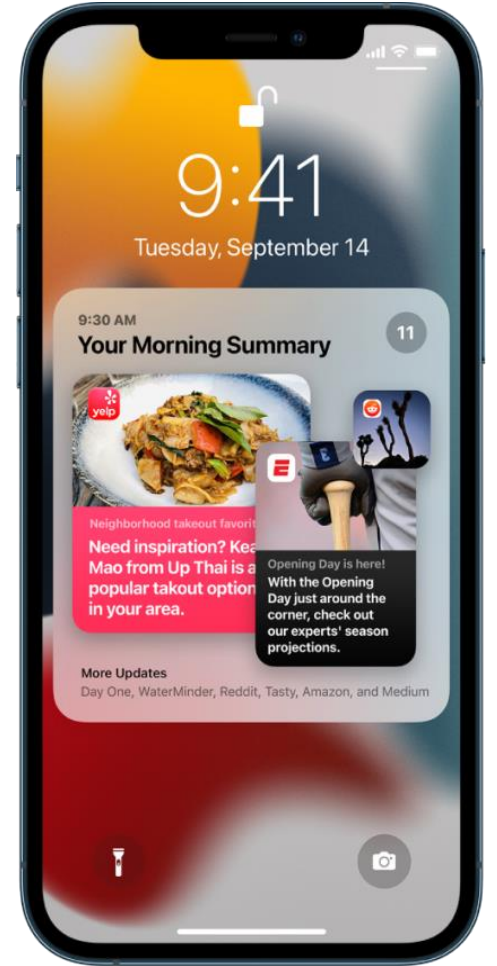 9:41
Tuesday, September 14
9:30 AM
Your Morning Summary
11
yelp
Neighborhood takeout favorit
Need inspiration? Kea
Mao from Up Thai is a
popular takout option
in your area.
E
Opening Day is here!
With the Opening
Day just around the
corner, check out
our experts' season
projections.
More Updates
Day One, WaterMinder, Reddit, Tasty, Amazon, and Medium